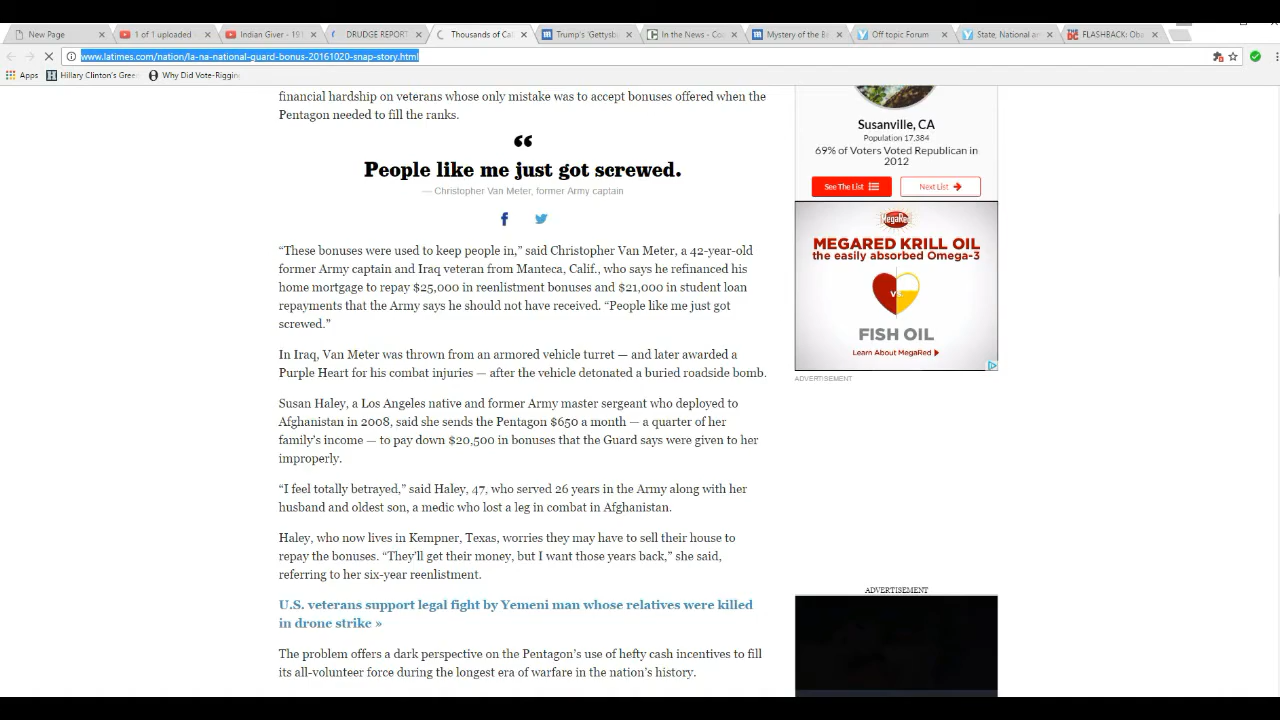 New Page
1 of 1 uploaded
Indian Giver - 195
DRUDGE REPORT
Thousands of Cal
Trump's 'Gettysb
In the News - Cor
Mystery of the Be
Off topic Forum
State, National ar
FLASHBACK: Oba
www.latimes.com/nation/la-na-national-guard-bonus-20161020-snap-story.html
Apps
Hillary Clinton's Gree
Why Did Vote-Rigging
financial hardship on veterans whose only mistake was to accept bonuses offered when the
Pentagon needed to fill the ranks.
“
People like me just got screwed.
— Christopher Van Meter, former Army captain
“These bonuses were used to keep people in,” said Christopher Van Meter, a 42-year-old
former Army captain and Iraq veteran from Manteca, Calif., who says he refinanced his
home mortgage to repay $25,000 in reenlistment bonuses and $21,000 in student loan
repayments that the Army says he should not have received. “People like me just got
screwed.”
In Iraq, Van Meter was thrown from an armored vehicle turret — and later awarded a
Purple Heart for his combat injuries — after the vehicle detonated a buried roadside bomb.
Susan Haley, a Los Angeles native and former Army master sergeant who deployed to
Afghanistan in 2008, said she sends the Pentagon $650 a month — a quarter of her
family’s income — to pay down $20,500 in bonuses that the Guard says were given to her
improperly.
“I feel totally betrayed,” said Haley, 47, who served 26 years in the Army along with her
husband and oldest son, a medic who lost a leg in combat in Afghanistan.
Haley, who now lives in Kempner, Texas, worries they may have to sell their house to
repay the bonuses. “They’ll get their money, but I want those years back,” she said,
referring to her six-year reenlistment.
U.S. veterans support legal fight by Yemeni man whose relatives were killed
in drone strike »
The problem offers a dark perspective on the Pentagon’s use of hefty cash incentives to fill
its all-volunteer force during the longest era of warfare in the nation’s history.
Susanville, CA
Population 17,384
69% of Voters Voted Republican in
2012
See The List
Next List
MegaRed
MEGARED KRILL OIL
the easily absorbed Omega-3
vs.
FISH OIL
Learn About MegaRed
ADVERTISEMENT
ADVERTISEMENT